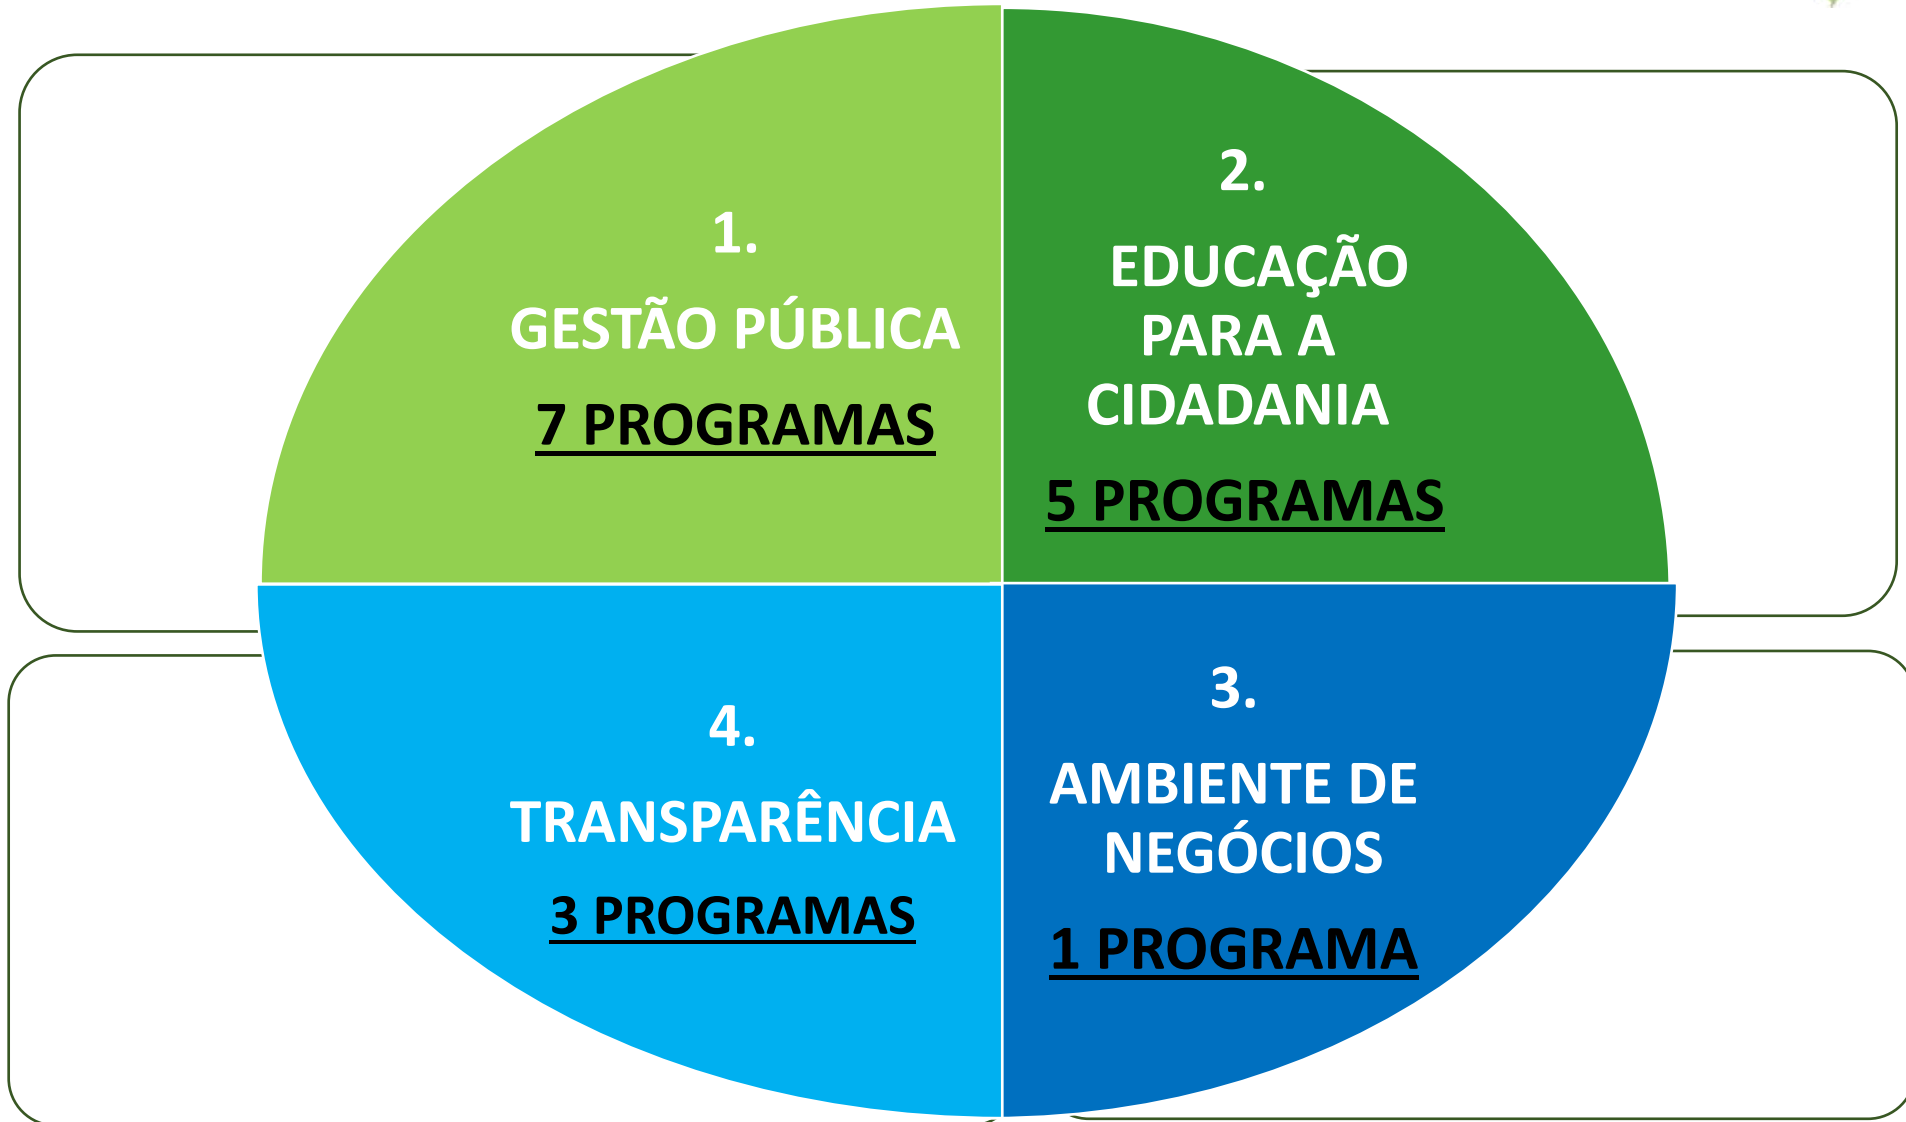 1.
GESTÃO PÚBLICA
7 PROGRAMAS
2.
EDUCAÇÃO
PARA A
CIDADANIA
5 PROGRAMAS
4.
TRANSPARÊNCIA
3 PROGRAMAS
3.
AMBIENTE DE
NEGÓCIOS
1 PROGRAMA